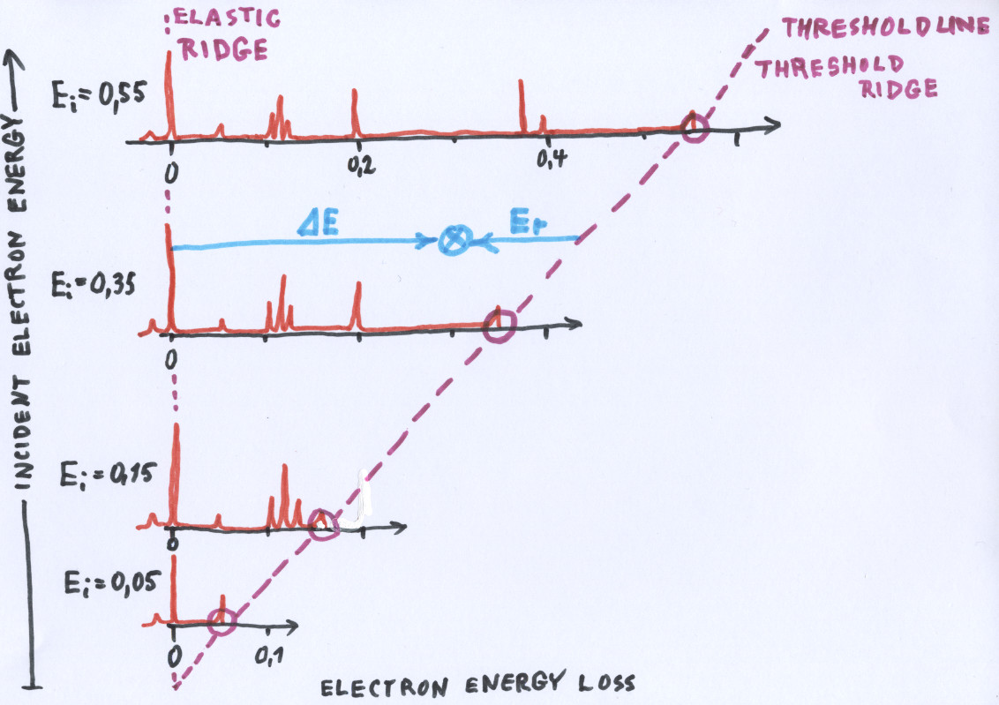 ELASTIC
RIDGE
THRESHOLD LINE
THRESHOLD
RIDGE
Ei = 0,55
0
0,2
0,4
ΔE
Er
Ei = 0,35
0
Ei = 0,15
0
Ei = 0,05
0
0,1
INCIDENT ELECTRON ENERGY
ELECTRON ENERGY LOSS